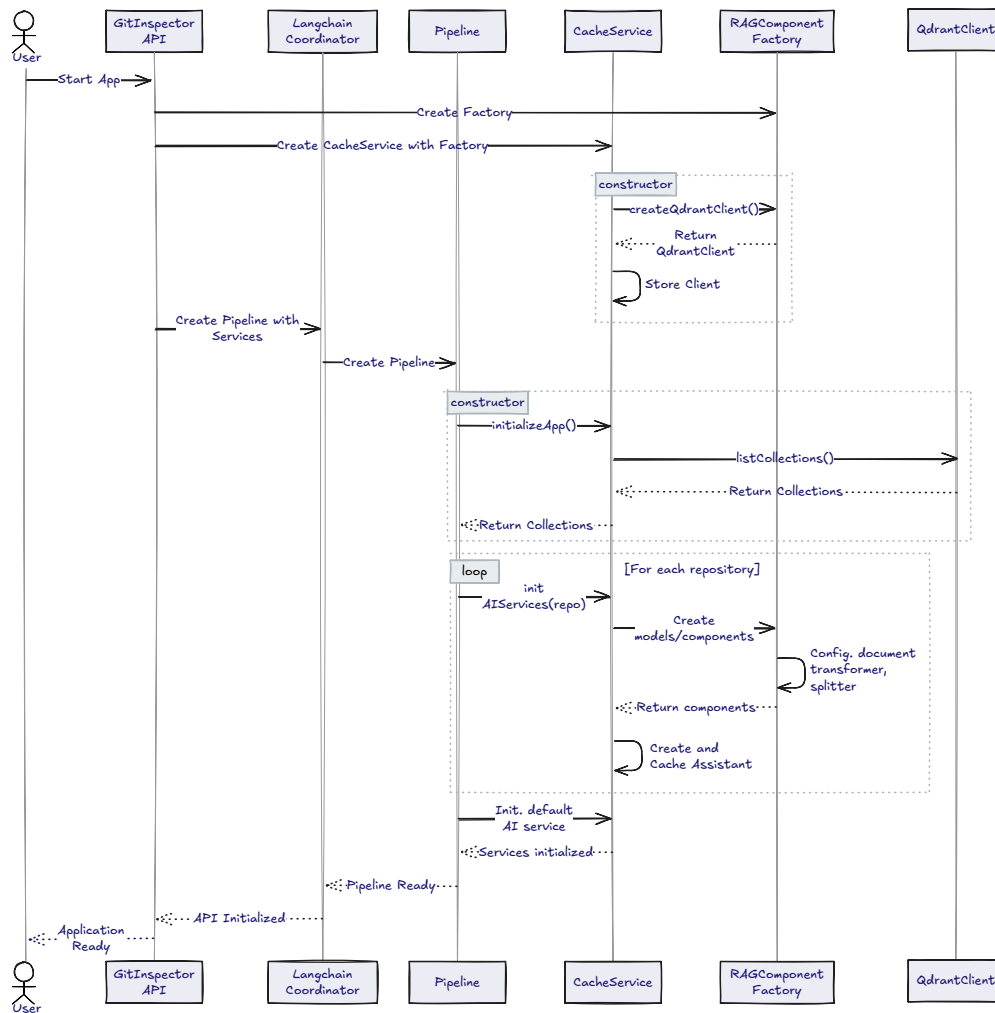 User
GitInspector
API
Langchain
Coordinator
Pipeline
CacheService
RAGComponent
Factory
QdrantClient
Start App
Create Factory
Create CacheService with Factory
constructor
createQdrantClient()
Return
QdrantClient
Store Client
Create Pipeline with
Services
Create Pipeline
constructor
initializeApp()
listCollections()
Return Collections
Return Collections
loop
[For each repository]
init
AIServices(repo)
Create
models/components
Config. document
transformer,
splitter
Return components
Create and
Cache Assistant
Init. default
AI service
Services initialized
Pipeline Ready
API Initialized
Application
Ready
User
GitInspector
API
Langchain
Coordinator
Pipeline
CacheService
RAGComponent
Factory
QdrantClient